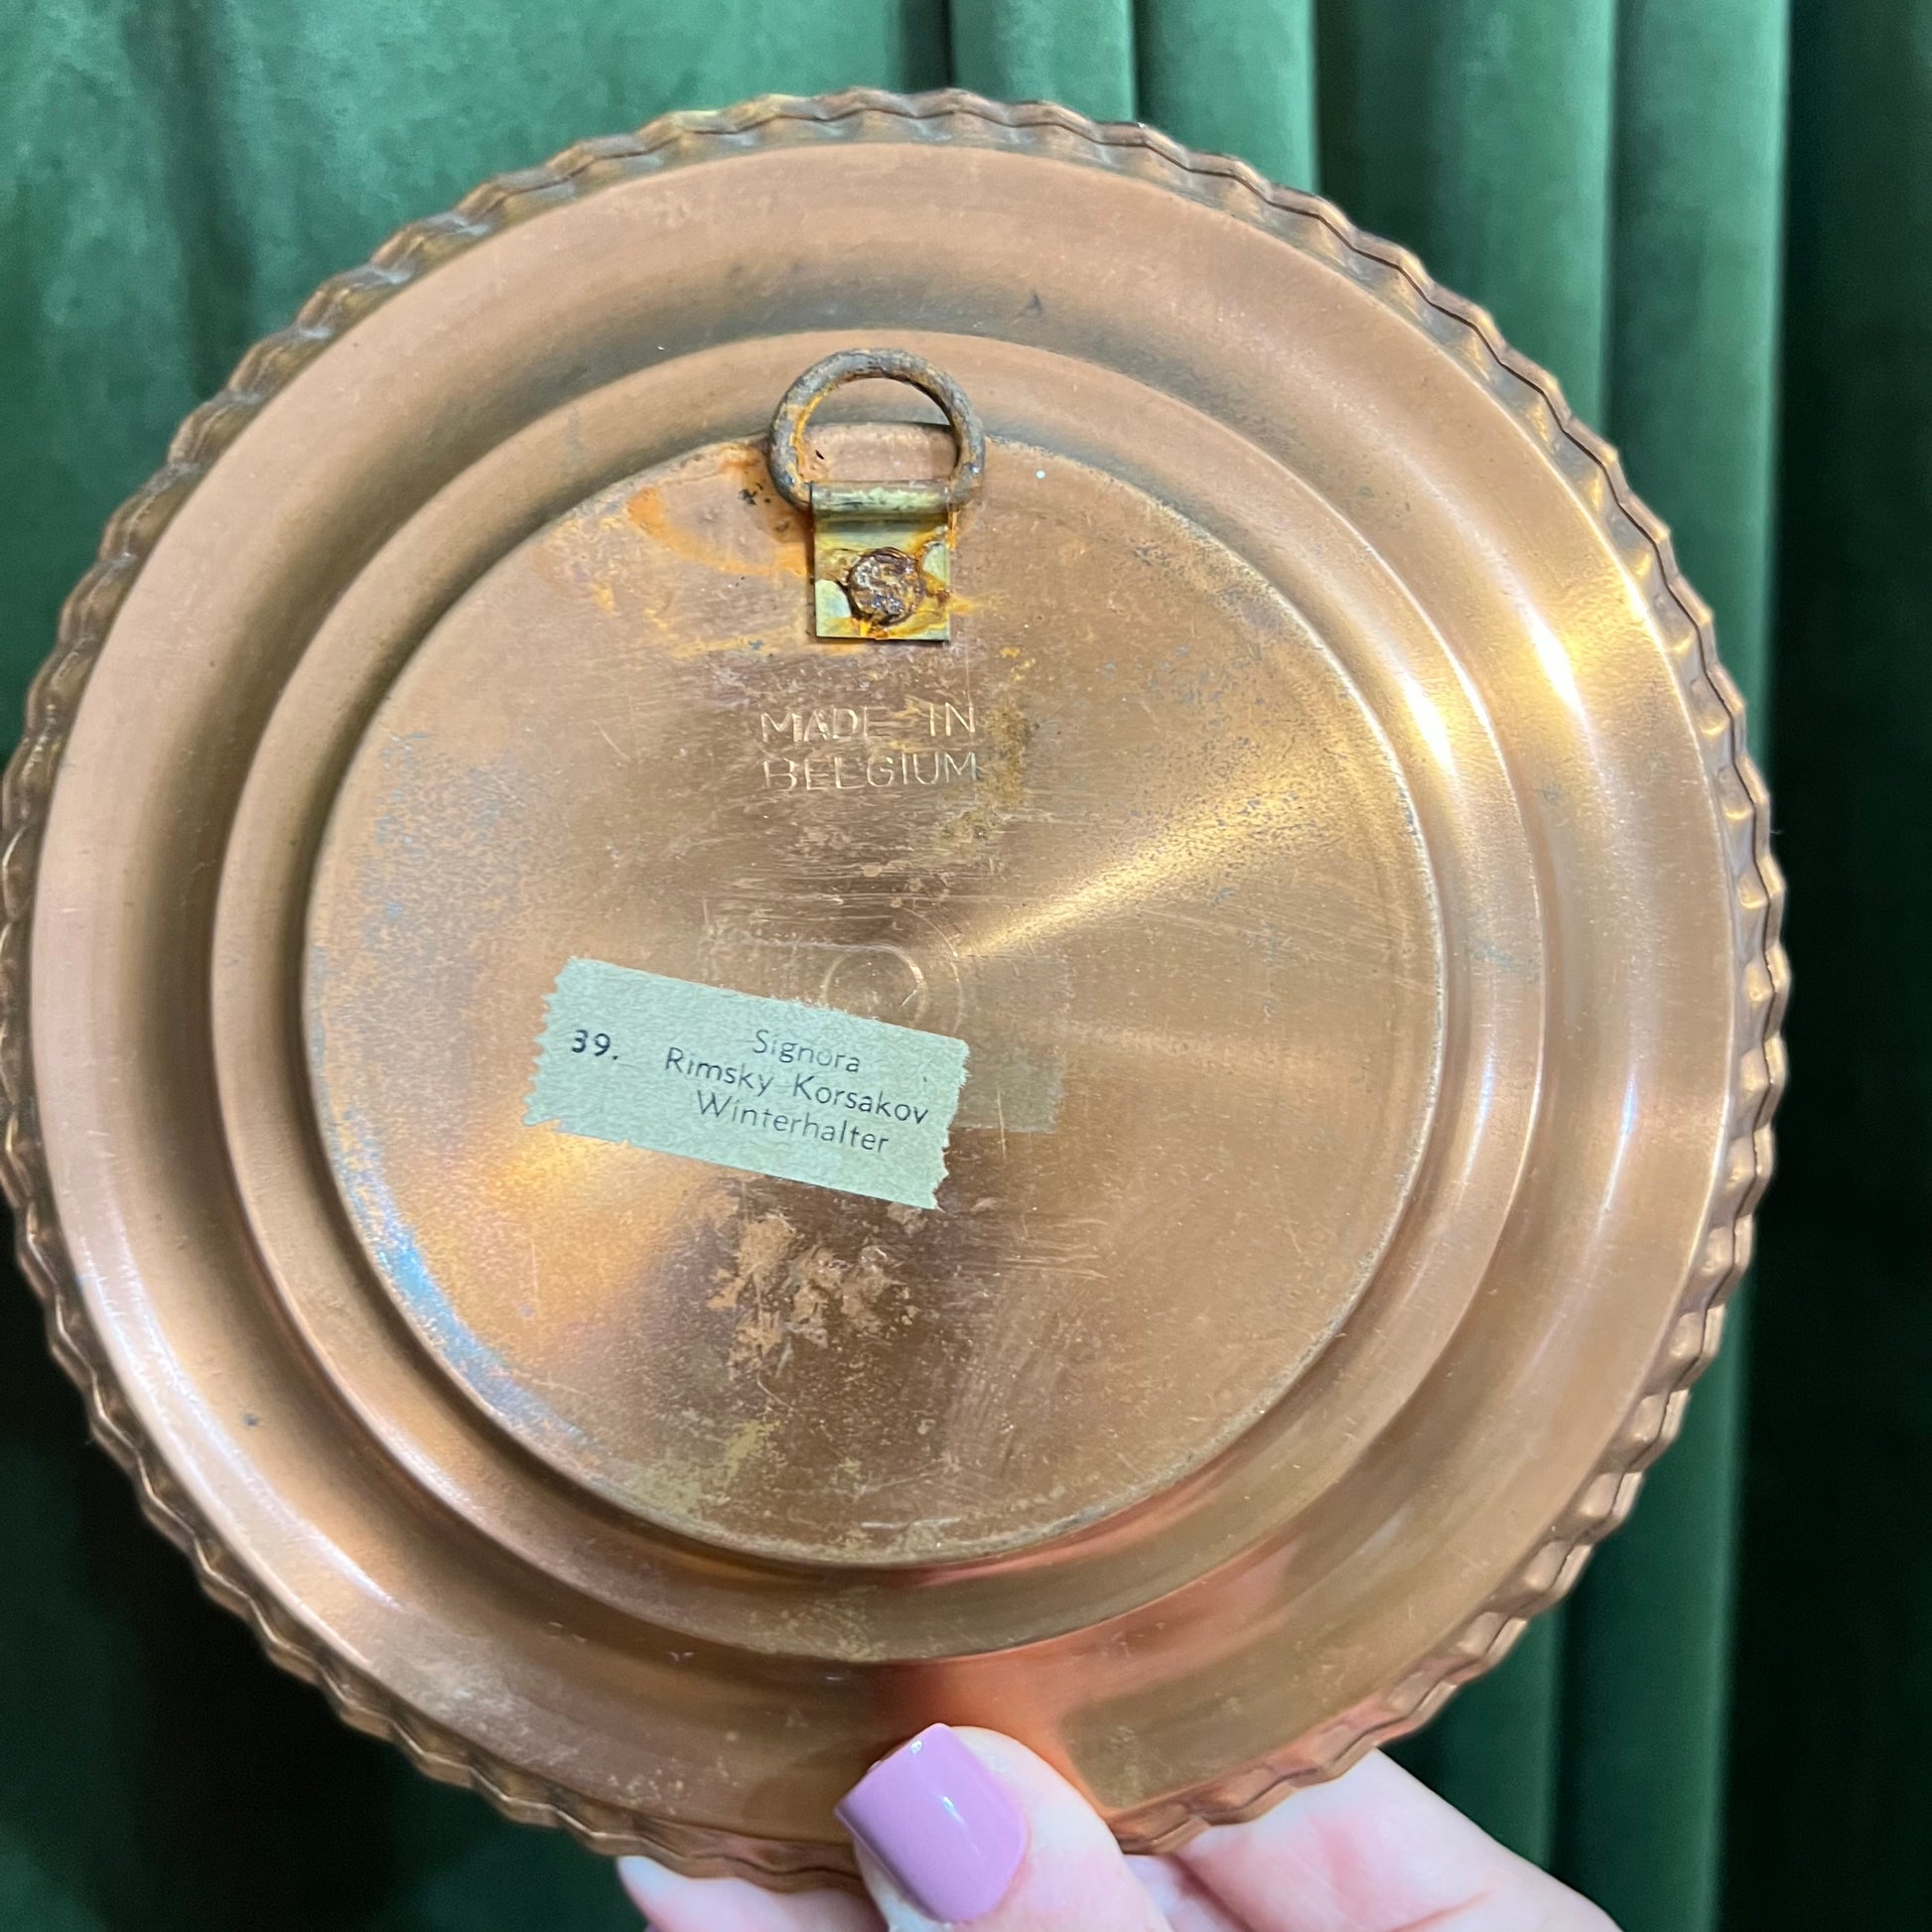 MADE IN
BELGIUM
Signora
39. Rimsky Korsakov
Winterhalter